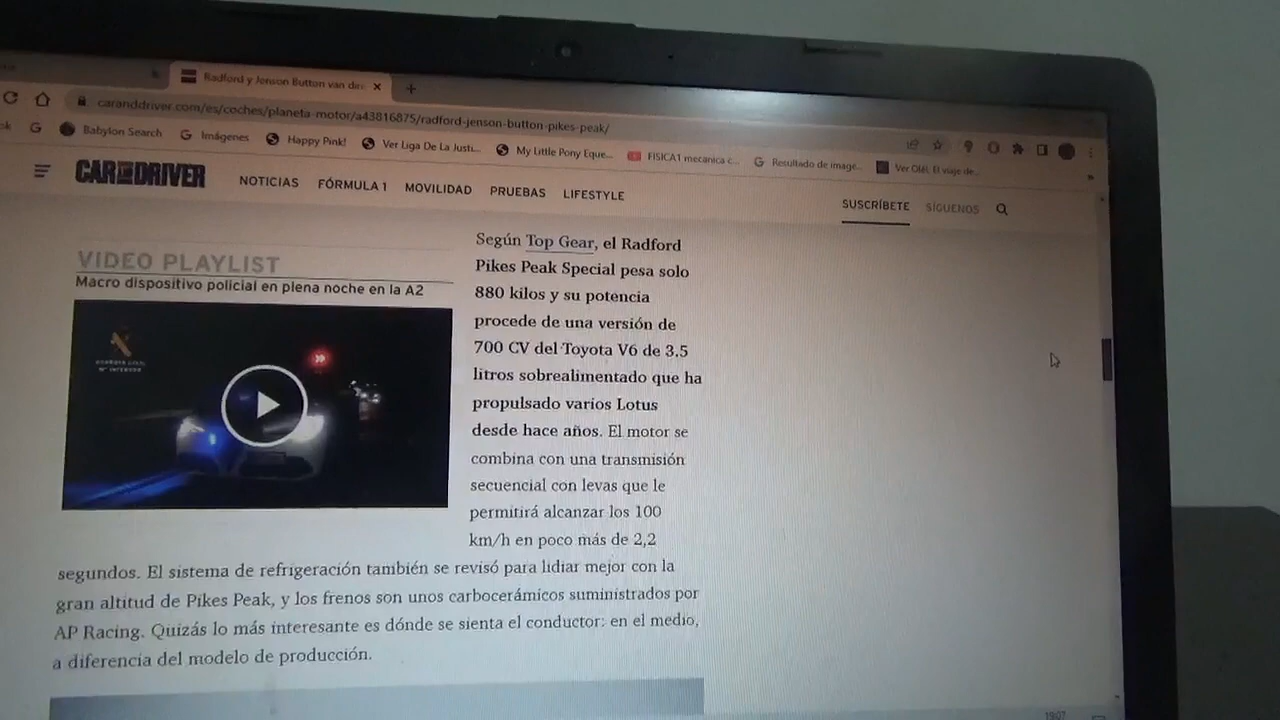 Radford y Jenson Button van dire
caranddriver.com/es/coches/planeta-motor/a43816875/radford-jenson-button-pikes-peak/
ok
Babylon Search
Imágenes
Happy Pink!
Ver Liga De La Justi...
My Little Pony Eque...
FISICA1 mecanica c...
Resultado de image...
Ver Olé!. El viaje de...
CAR AND DRIVER
NOTICIAS
FÓRMULA 1
MOVILIDAD
PRUEBAS
LIFESTYLE
SUSCRÍBETE
SÍGUENOS
VIDEO PLAYLIST
Macro dispositivo policial en plena noche en la A2
Según Top Gear, el Radford
Pikes Peak Special pesa solo
880 kilos y su potencia
procede de una versión de
700 CV del Toyota V6 de 3.5
litros sobrealimentado que ha
propulsado varios Lotus
desde hace años. El motor se
combina con una transmisión
secuencial con levas que le
permitirá alcanzar los 100
km/h en poco más de 2,2
segundos. El sistema de refrigeración también se revisó para lidiar mejor con la
gran altitud de Pikes Peak, y los frenos son unos carbocerámicos suministrados por
AP Racing. Quizás lo más interesante es dónde se sienta el conductor: en el medio,
a diferencia del modelo de producción.
19:07